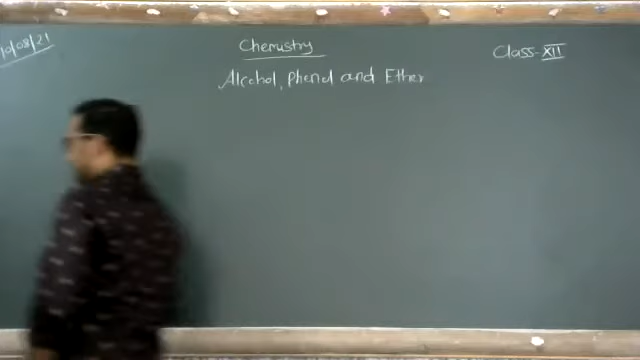 10/08/21
Chemistry
Class-XII
Alcohol, Phenol and Ether